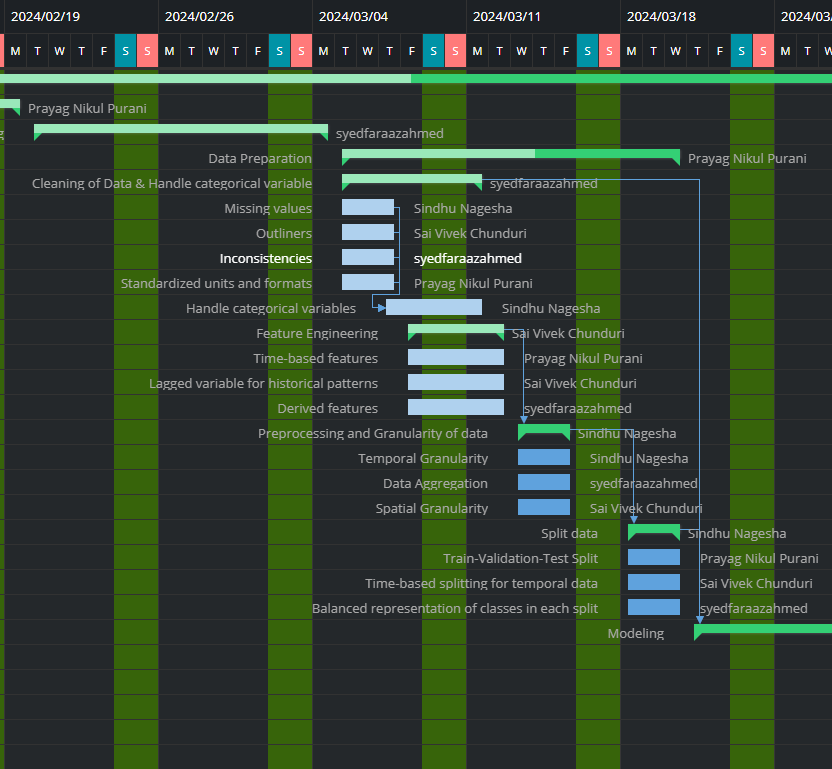 2024/02/19 2024/02/26 2024/03/04 2024/03/11 2024/03/18
M T W T F S S M T W T F S S M T W T F S S M T W T F S S M T W T F S S M T W
Prayag Nikul Purani
syedfaraazahmed
Data Preparation Prayag Nikul Purani
Cleaning of Data & Handle categorical variable syedfaraazahmed
Missing values Sindhu Nagesha
Outliners Sai Vivek Chunduri
Inconsistencies syedfaraazahmed
Standardized units and formats Prayag Nikul Purani
Handle categorical variables Sindhu Nagesha
Feature Engineering Sai Vivek Chunduri
Time-based features Prayag Nikul Purani
Lagged variable for historical patterns Sai Vivek Chunduri
Derived features syedfaraazahmed
Preprocessing and Granularity of data Sindhu Nagesha
Temporal Granularity Sindhu Nagesha
Data Aggregation syedfaraazahmed
Spatial Granularity Sai Vivek Chunduri
Split data Sindhu Nagesha
Train-Validation-Test Split Prayag Nikul Purani
Time-based splitting for temporal data Sai Vivek Chunduri
Balanced representation of classes in each split syedfaraazahmed
Modeling